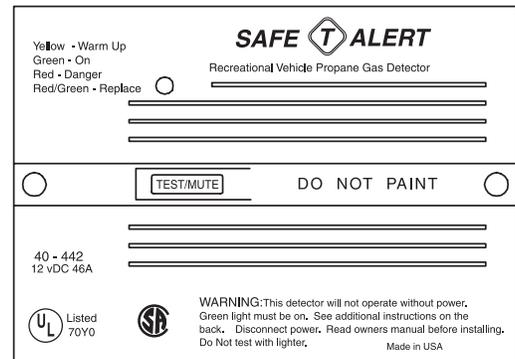 SAFE T ALERT
Recreational Vehicle Propane Gas Detector
Yellow - Warm Up
Green - On
Red - Danger
Red/Green - Replace
TEST/MUTE
DO NOT PAINT
40 - 442
12 vDC 46A
UL Listed
70Y0
SA
WARNING:This detector will not operate without power.
Green light must be on. See additional instructions on the
back. Disconnect power. Read owners manual before installing.
Do Not test with lighter.
Made in USA